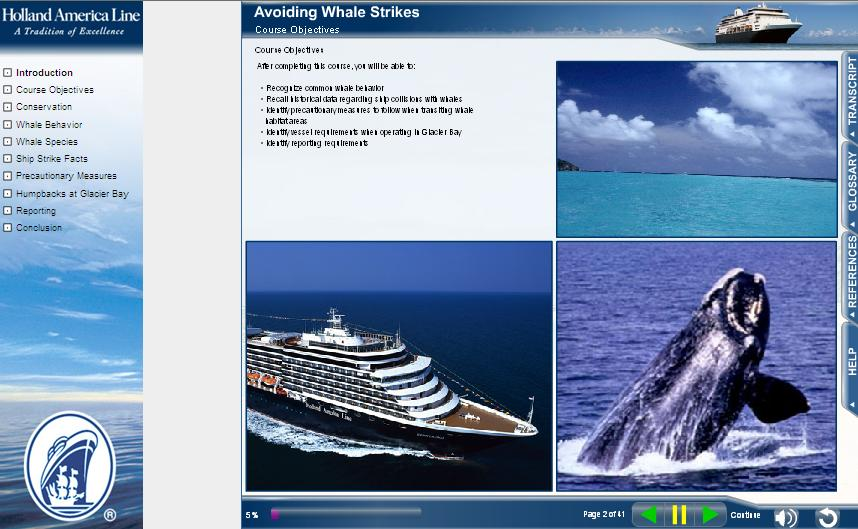 Holland America Line
A Tradition of Excellence
Introduction
Course Objectives
Conservation
Whale Behavior
Whale Species
Ship Strike Facts
Precautionary Measures
Humpbacks at Glacier Bay
Reporting
Conclusion
®
Avoiding Whale Strikes
Course Objectives
Course Objectives
After completing this course, you will be able to:
• Recognize common whale behavior
• Recall historical data regarding ship collisions with whales
• Identify precautionary measures to follow when transiting whale
habitat areas
• Identify vessel requirements when operating in Glacier Bay
• Identify reporting requirements
Holland America Line
TRANSCRIPT
GLOSSARY
REFERENCES
HELP
5%
Page 2 of 41
Continue